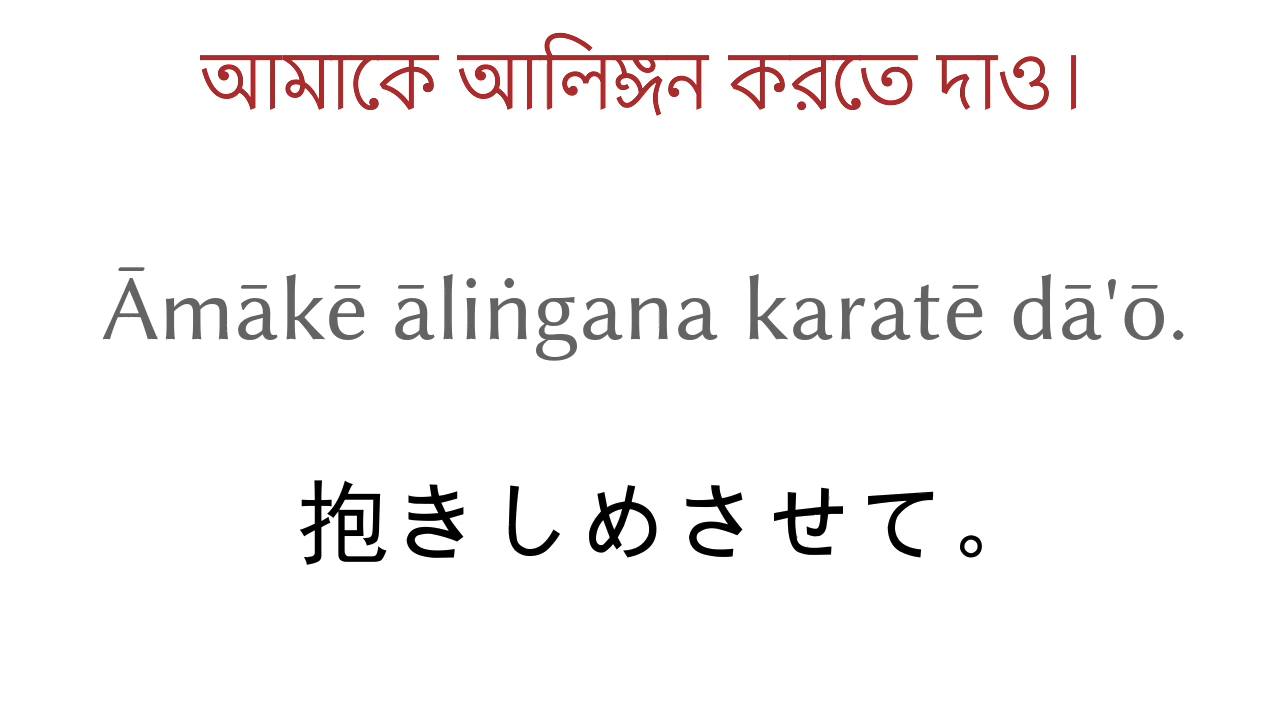 আমাকে আলিঙ্গন করতে দাও।
Āmākē āliṅgana karatē dā'ō.
抱きしめさせて。